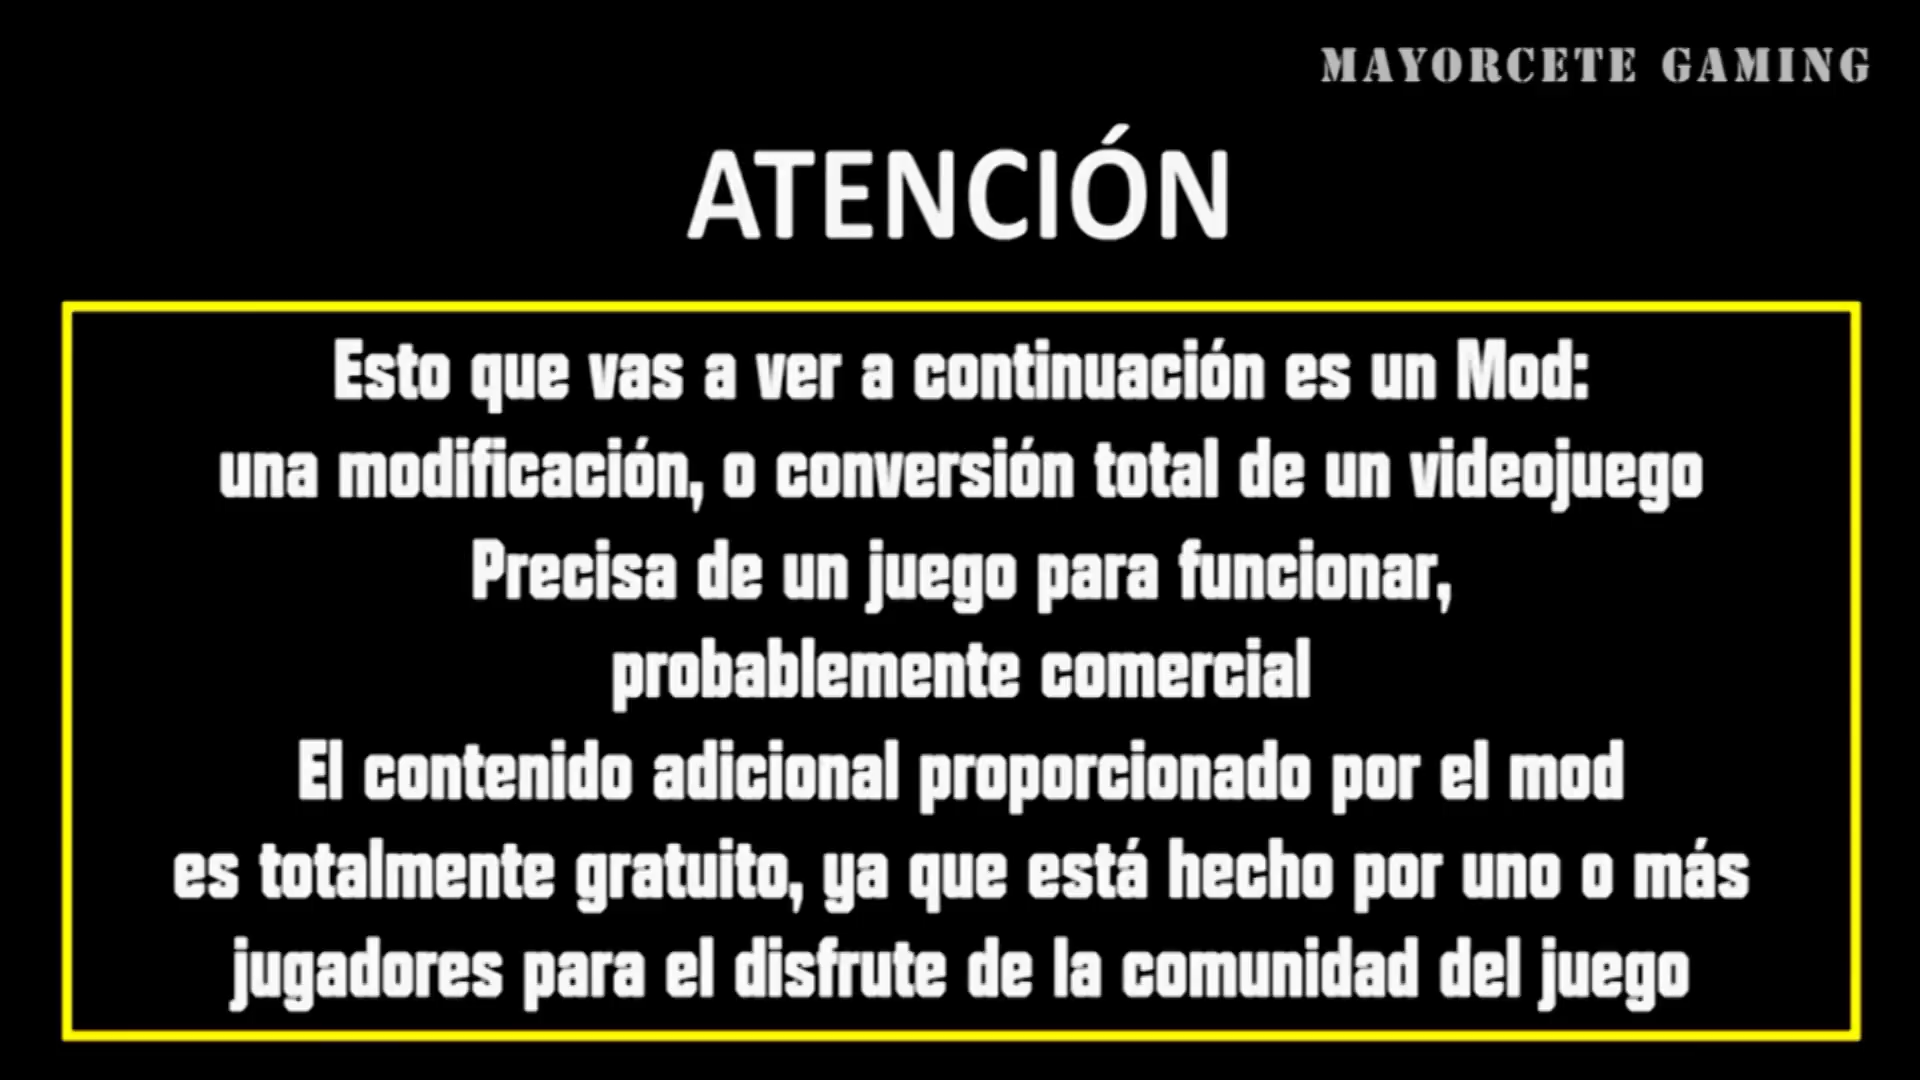 MAYORCETE GAMING
ATENCIÓN
Esto que vas a ver a continuación es un Mod:
una modificación, o conversión total de un videojuego
Precisa de un juego para funcionar,
probablemente comercial
El contenido adicional proporcionado por el mod
es totalmente gratuito, ya que está hecho por uno o más
jugadores para el disfrute de la comunidad del juego